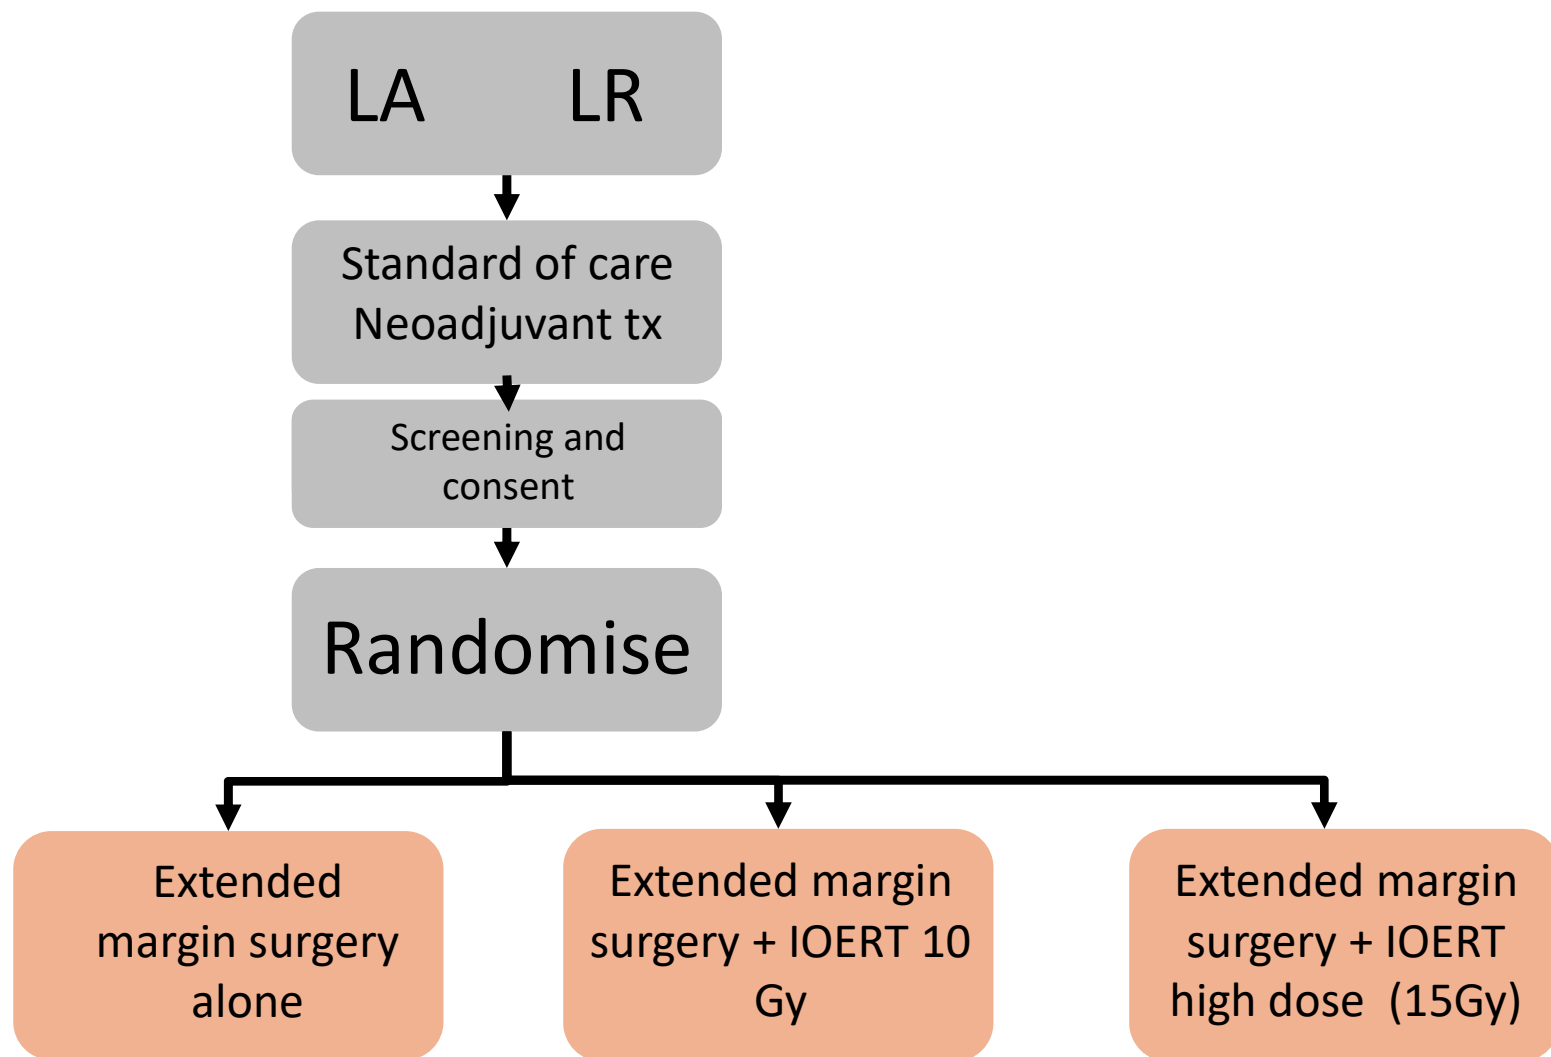 LA LR
Standard of care
Neoadjuvant tx
Screening and
consent
Randomise
Extended
margin surgery
alone
Extended margin
surgery + IOERT 10
Gy
Extended margin
surgery + IOERT
high dose (15Gy)